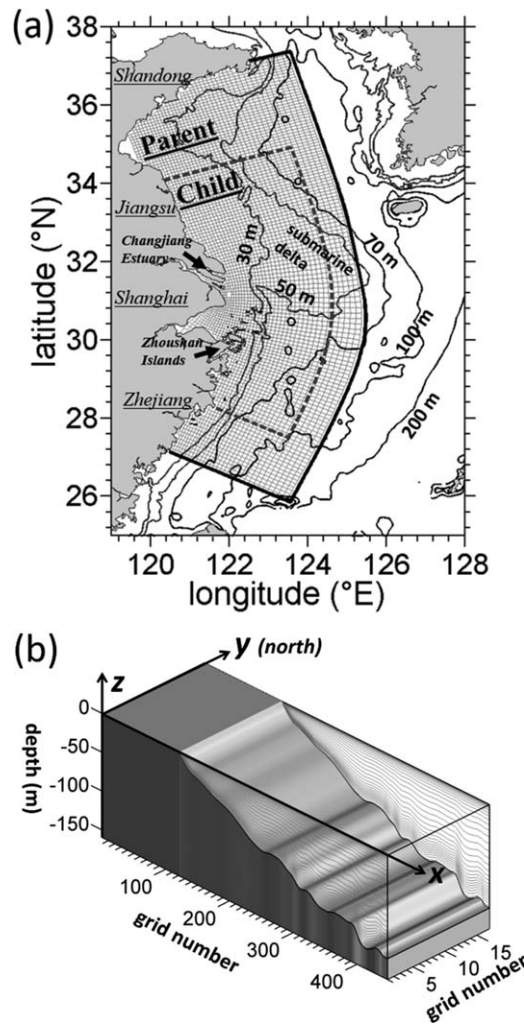 (a)
38
36
34
32
30
28
26
latitude (°N)
Shandong
Parent
Child
Jiangsu
Changjiang
Estuary
Shanghai
Zhoushan
Islands
Zhejiang
30 m
50 m
submarine
delta
70 m
100 m
200 m
120 122 124 126 128
longitude (°E)
(b)
y (north)
z
x
0
-50
-100
-150
depth (m)
100
200
300
400
grid number
5
10
15
grid number